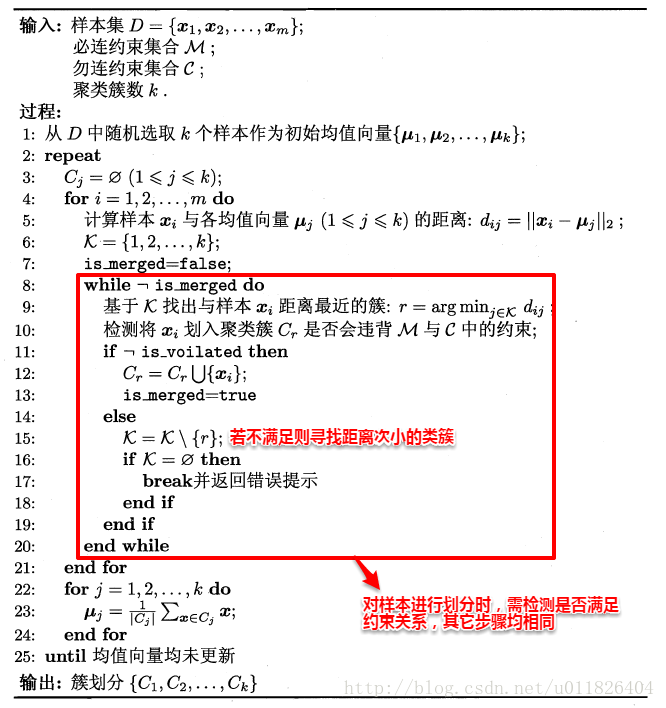 输入: 样本集 D = {x₁, x₂, ..., xₘ};
必连约束集合 M ;
勿连约束集合 C ;
聚类簇数 k .
过程:
1: 从 D 中随机选取 k 个样本作为初始均值向量{μ₁, μ₂, ..., μₖ};
2: repeat
3: Cⱼ = ∅ (1 ⩽ j ⩽ k);
4: for i = 1, 2, ..., m do
5: 计算样本 xᵢ 与各均值向量 μⱼ (1 ⩽ j ⩽ k) 的距离: dᵢⱼ = ||xᵢ − μⱼ||₂ ;
6: K = {1, 2, ..., k};
7: is_merged=false;
8: while ¬ is_merged do
9: 基于 K 找出与样本 xᵢ 距离最近的簇: r = arg min_{j∈K} dᵢⱼ ;
10: 检测将 xᵢ 划入聚类簇 Cᵣ 是否会违背 M 与 C 中的约束;
11: if ¬ is_voilated then
12: Cᵣ = Cᵣ ⋃{xᵢ};
13: is_merged=true
14: else
15: K = K \ {r}; 若不满足则寻找距离次小的类簇
16: if K = ∅ then
17: break并返回错误提示
18: end if
19: end if
20: end while
21: end for
22: for j = 1, 2, ..., k do
23: μⱼ = 1/|Cⱼ| ∑_{x∈Cⱼ} x;
24: end for
25: until 均值向量均未更新
对样本进行划分时，需检测是否满足
约束关系，其它步骤均相同
输出: 簇划分 {C₁, C₂, ..., Cₖ}
http://blog.csdn.net/u011826404